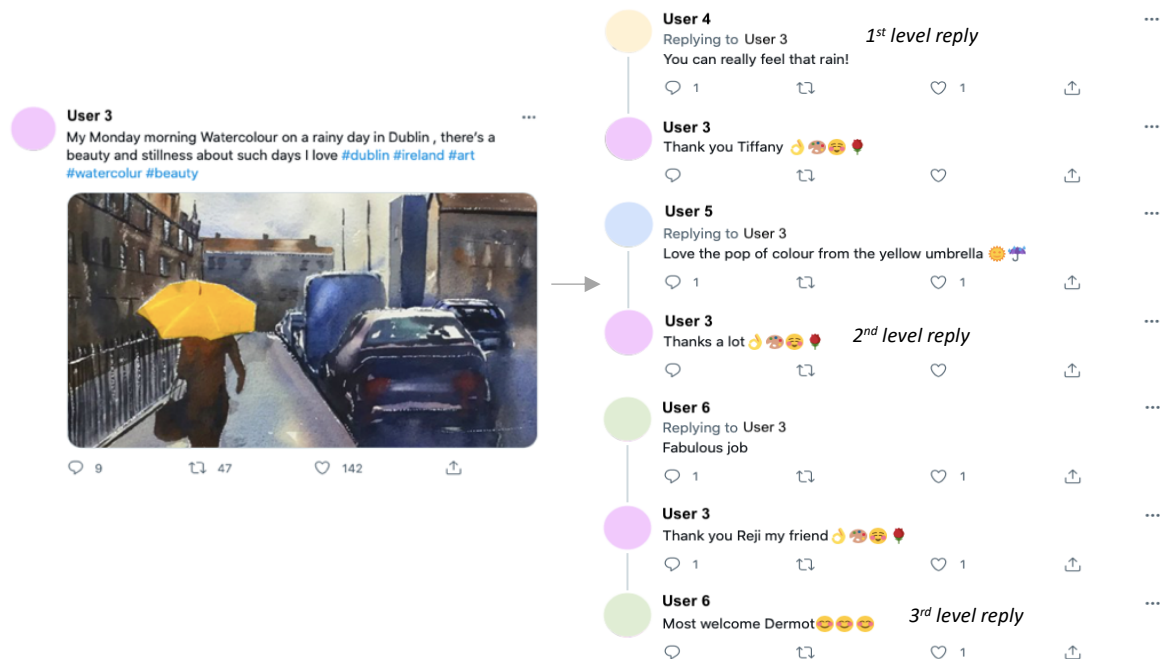 User 3
My Monday morning Watercolour on a rainy day in Dublin , there's a
beauty and stillness about such days I love #dublin #ireland #art
#watercolur #beauty
9 47 142
User 4
Replying to User 3
1st level reply
You can really feel that rain!
1 1
User 3
Thank you Tiffany 👌🎨☺️🌹
User 5
Replying to User 3
Love the pop of colour from the yellow umbrella 🌞☔
1 1
User 3
Thanks a lot👌🎨☺️🌹
2nd level reply
User 6
Replying to User 3
Fabulous job
1 1
User 3
Thank you Reji my friend👌🎨☺️🌹
1 1
User 6
3rd level reply
Most welcome Dermot😊😊😊
1